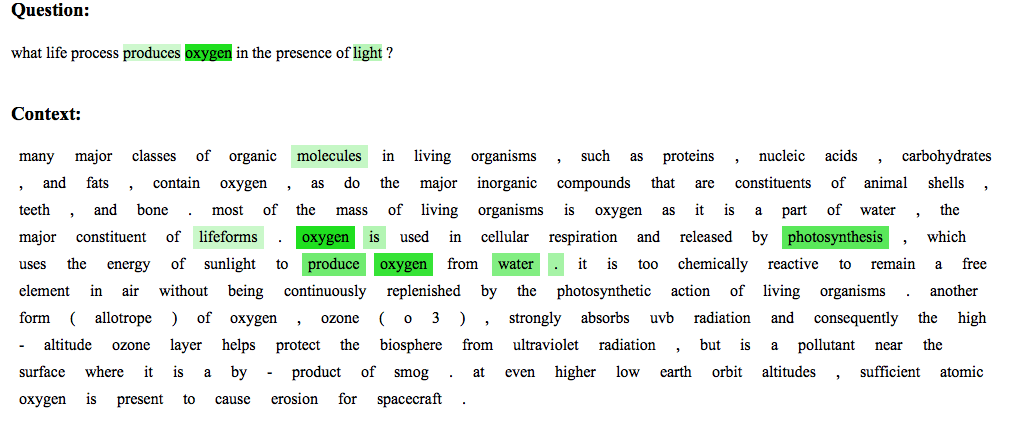 Question:
what life process produces oxygen in the presence of light ?
Context:
many major classes of organic molecules in living organisms , such as proteins , nucleic acids , carbohydrates
, and fats , contain oxygen , as do the major inorganic compounds that are constituents of animal shells ,
teeth , and bone . most of the mass of living organisms is oxygen as it is a part of water , the
major constituent of lifeforms . oxygen is used in cellular respiration and released by photosynthesis , which
uses the energy of sunlight to produce oxygen from water . it is too chemically reactive to remain a free
element in air without being continuously replenished by the photosynthetic action of living organisms . another
form ( allotrope ) of oxygen , ozone ( o 3 ) , strongly absorbs uvb radiation and consequently the high
- altitude ozone layer helps protect the biosphere from ultraviolet radiation , but is a pollutant near the
surface where it is a by - product of smog . at even higher low earth orbit altitudes , sufficient atomic
oxygen is present to cause erosion for spacecraft .